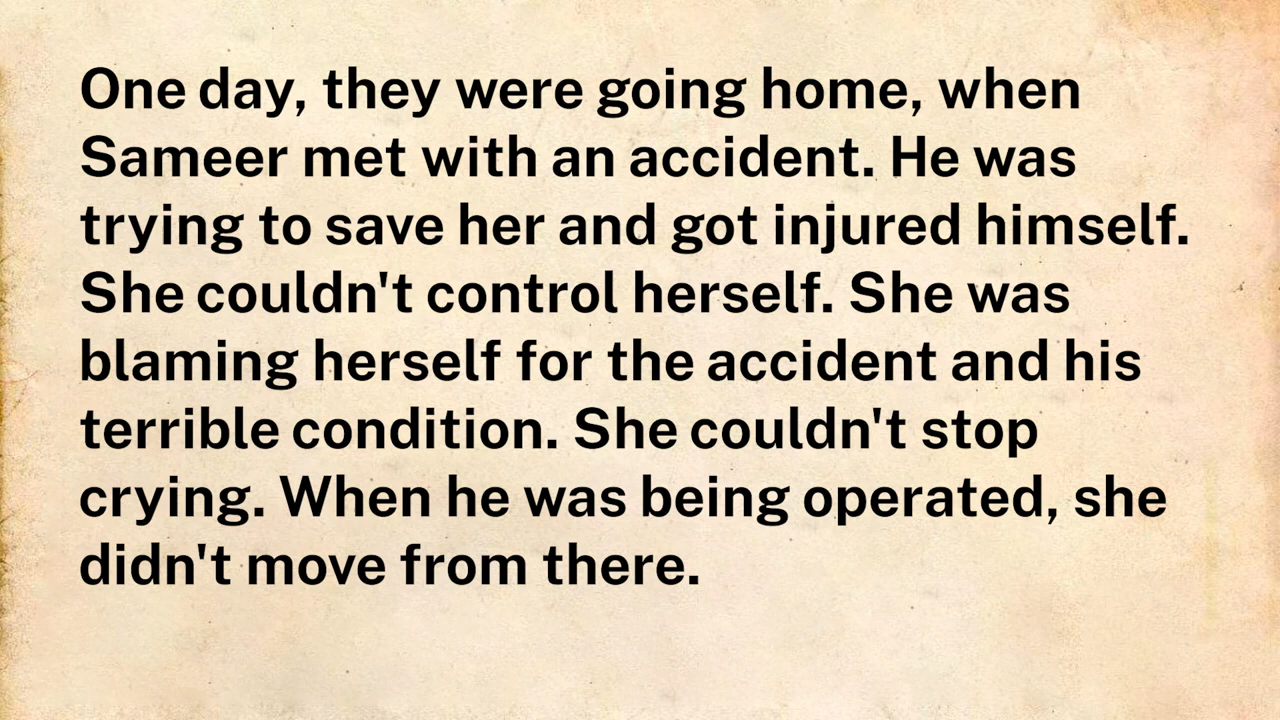 One day, they were going home, when
Sameer met with an accident. He was
trying to save her and got injured himself.
She couldn't control herself. She was
blaming herself for the accident and his
terrible condition. She couldn't stop
crying. When he was being operated, she
didn't move from there.